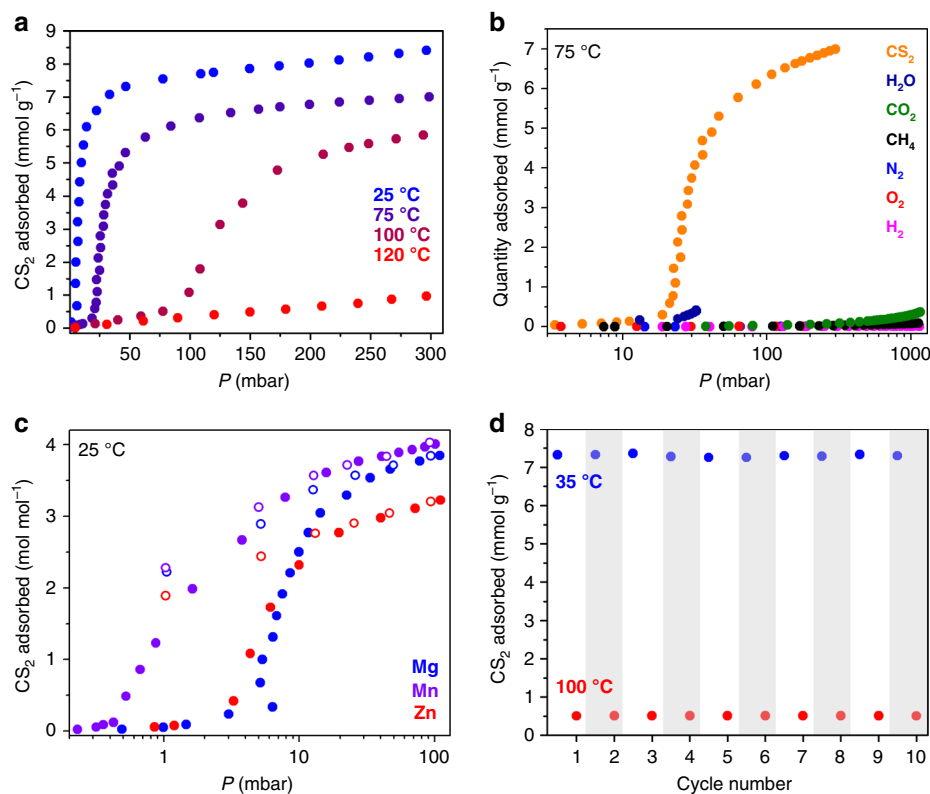 a
9
8
7
6
5
4
3
2
1
0
CS₂ adsorbed (mmol g⁻¹)
25 °C
75 °C
100 °C
120 °C
50 100 150 200 250 300
P (mbar)
b
75 °C
7
6
5
4
3
2
1
0
Quantity adsorbed (mmol g⁻¹)
CS₂
H₂O
CO₂
CH₄
N₂
O₂
H₂
10 100 1000
P (mbar)
c
25 °C
4
3
2
1
0
CS₂ adsorbed (mol mol⁻¹)
Mg
Mn
Zn
1 10 100
P (mbar)
d
8
7
6
5
4
3
2
1
0
CS₂ adsorbed (mmol g⁻¹)
35 °C
100 °C
1 2 3 4 5 6 7 8 9 10
Cycle number